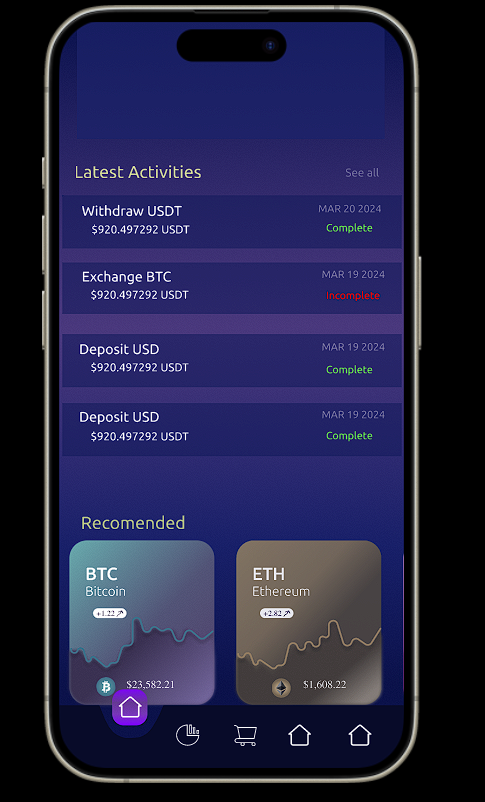 Latest Activities
See all
Withdraw USDT
MAR 20 2024
$920.497292 USDT
Complete
Exchange BTC
MAR 19 2024
$920.497292 USDT
Incomplete
Deposit USD
MAR 19 2024
$920.497292 USDT
Complete
Deposit USD
MAR 19 2024
$920.497292 USDT
Complete
Recomended
BTC
Bitcoin
+1.22
$23,582.21
ETH
Ethereum
+2.82
$1,608.22